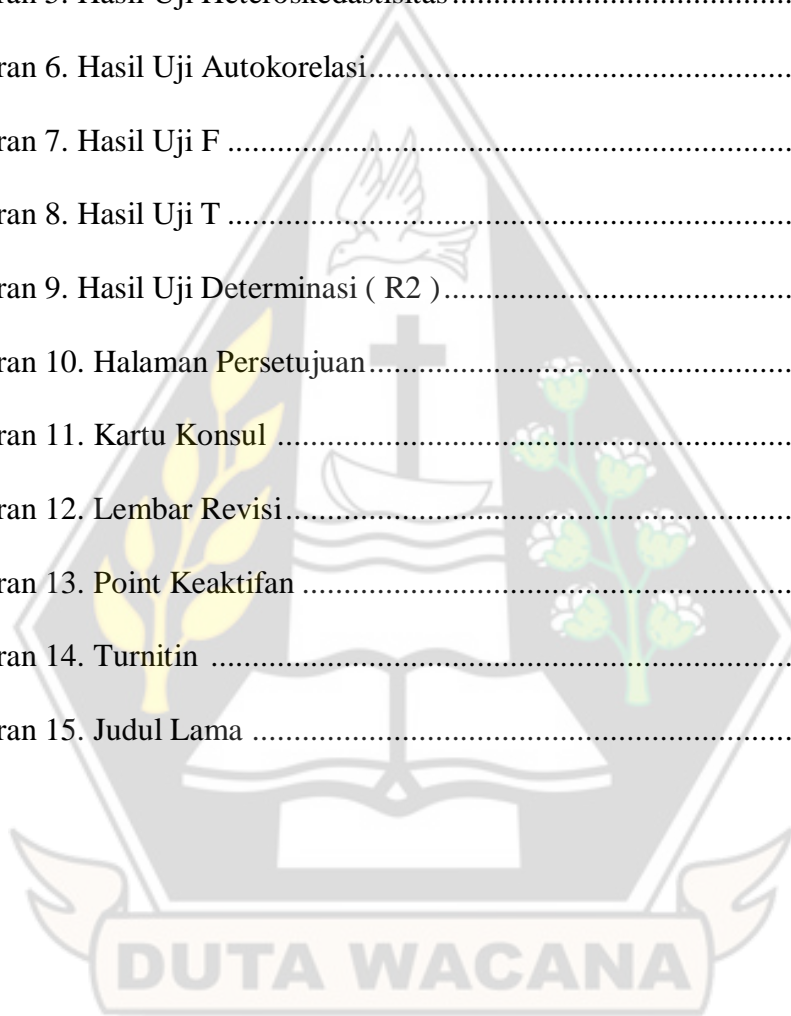 ran 5. Hasil Uji Heteroskedastisitas..........................................
ran 6. Hasil Uji Autokorelasi.....................................................
ran 7. Hasil Uji F .......................................................................
ran 8. Hasil Uji T .......................................................................
ran 9. Hasil Uji Determinasi ( R2 )............................................
ran 10. Halaman Persetujuan......................................................
ran 11. Kartu Konsul .................................................................
ran 12. Lembar Revisi................................................................
ran 13. Point Keaktifan ..............................................................
ran 14. Turnitin ..........................................................................
ran 15. Judul Lama .....................................................................
DUTA WACANA